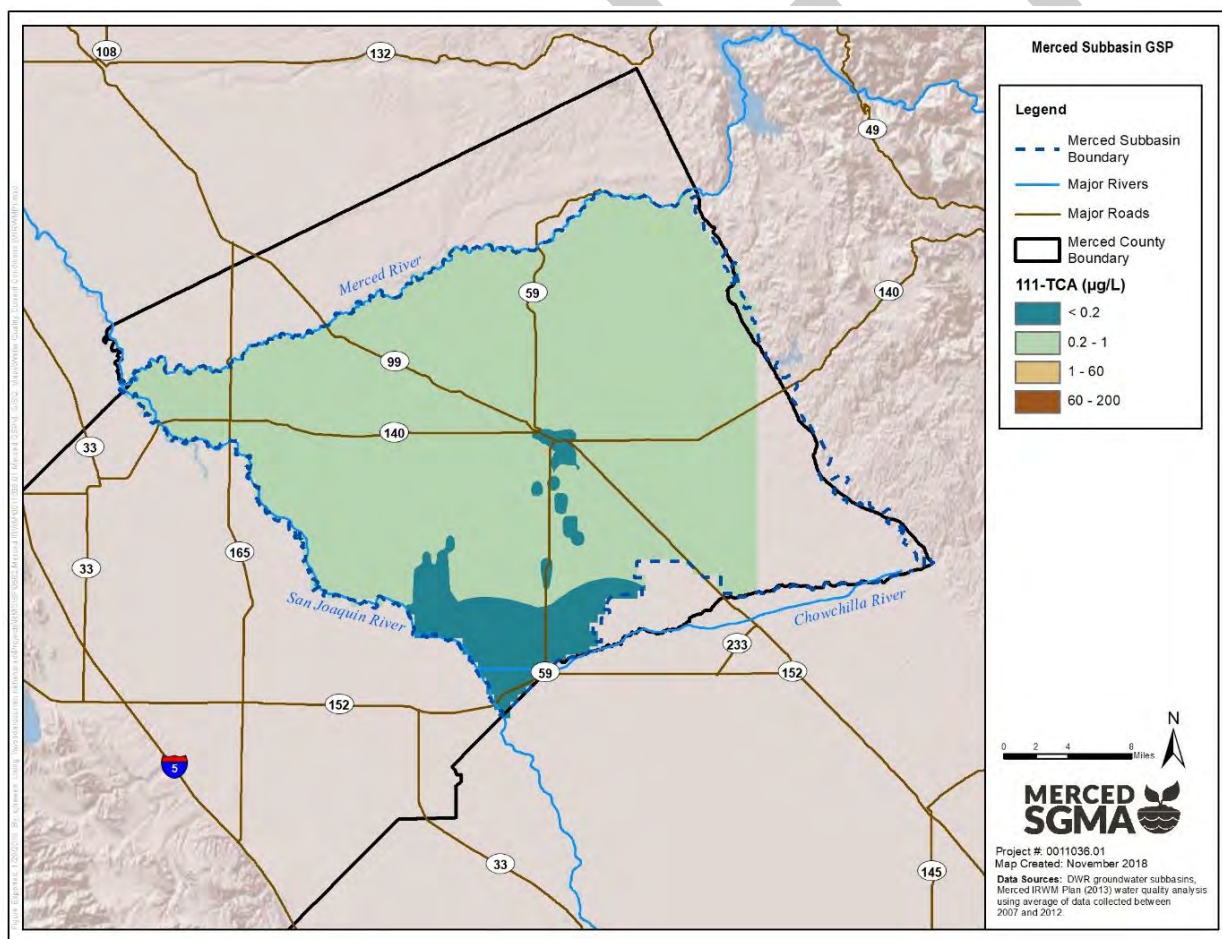 Merced Subbasin GSP
Legend
Merced Subbasin
Boundary
Major Rivers
Major Roads
Merced County
Boundary
111-TCA (µg/L)
< 0.2
0.2 - 1
1 - 60
60 - 200
108
132
49
Merced River
59
140
99
140
33
33
165
San Joaquin River
Chowchilla River
233
59
152
152
5
33
145
N
0 2 4 8
Miles
MERCED
SGMA
Project #: 0011036.01
Map Created: November 2018
Data Sources: DWR groundwater subbasins,
Merced IRWM Plan (2013) water quality analysis
using average of data collected between
2007 and 2012.